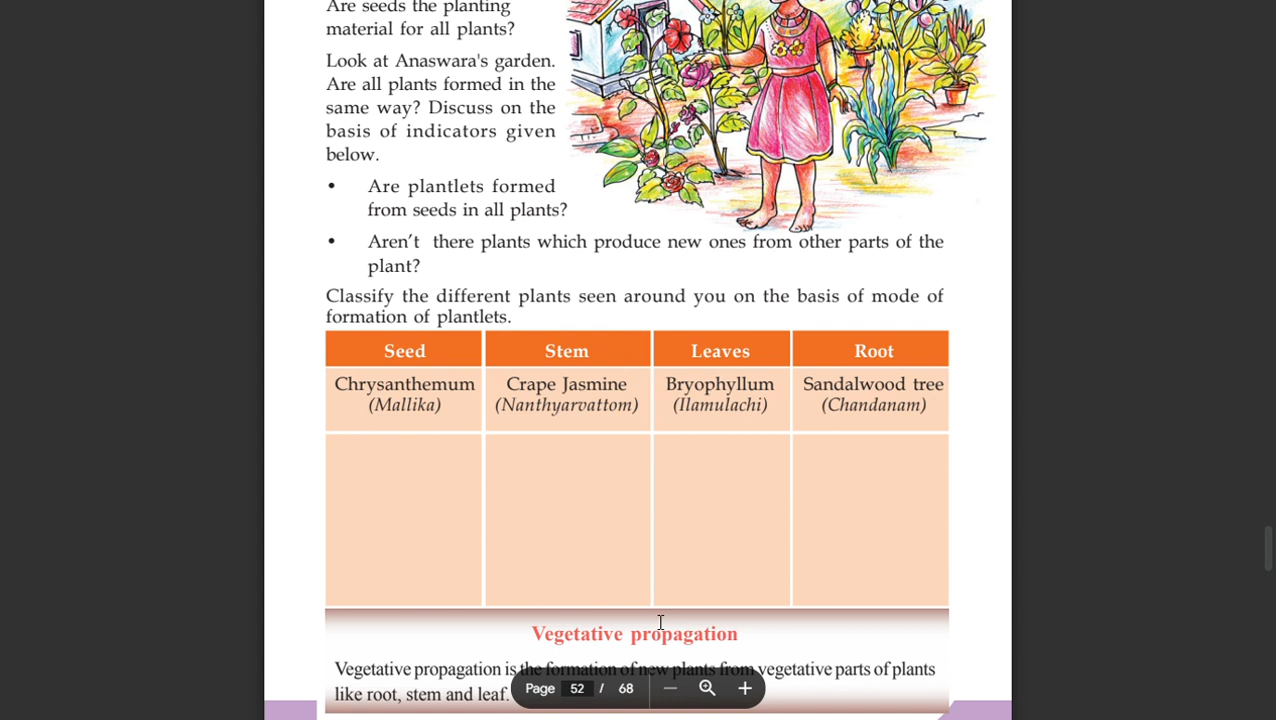 Are seeds the planting
material for all plants?
Look at Anaswara's garden.
Are all plants formed in the
same way? Discuss on the
basis of indicators given
below.
• Are plantlets formed
from seeds in all plants?
• Aren't there plants which produce new ones from other parts of the
plant?
Classify the different plants seen around you on the basis of mode of
formation of plantlets.
Seed Stem Leaves Root
Chrysanthemum Crape Jasmine Bryophyllum Sandalwood tree
(Mallika) (Nanthyarvattom) (Ilamulachi) (Chandanam)
Vegetative propagation
Vegetative propagation is the formation of new plants from vegetative parts of plants
like root, stem and leaf.
Page 52 / 68